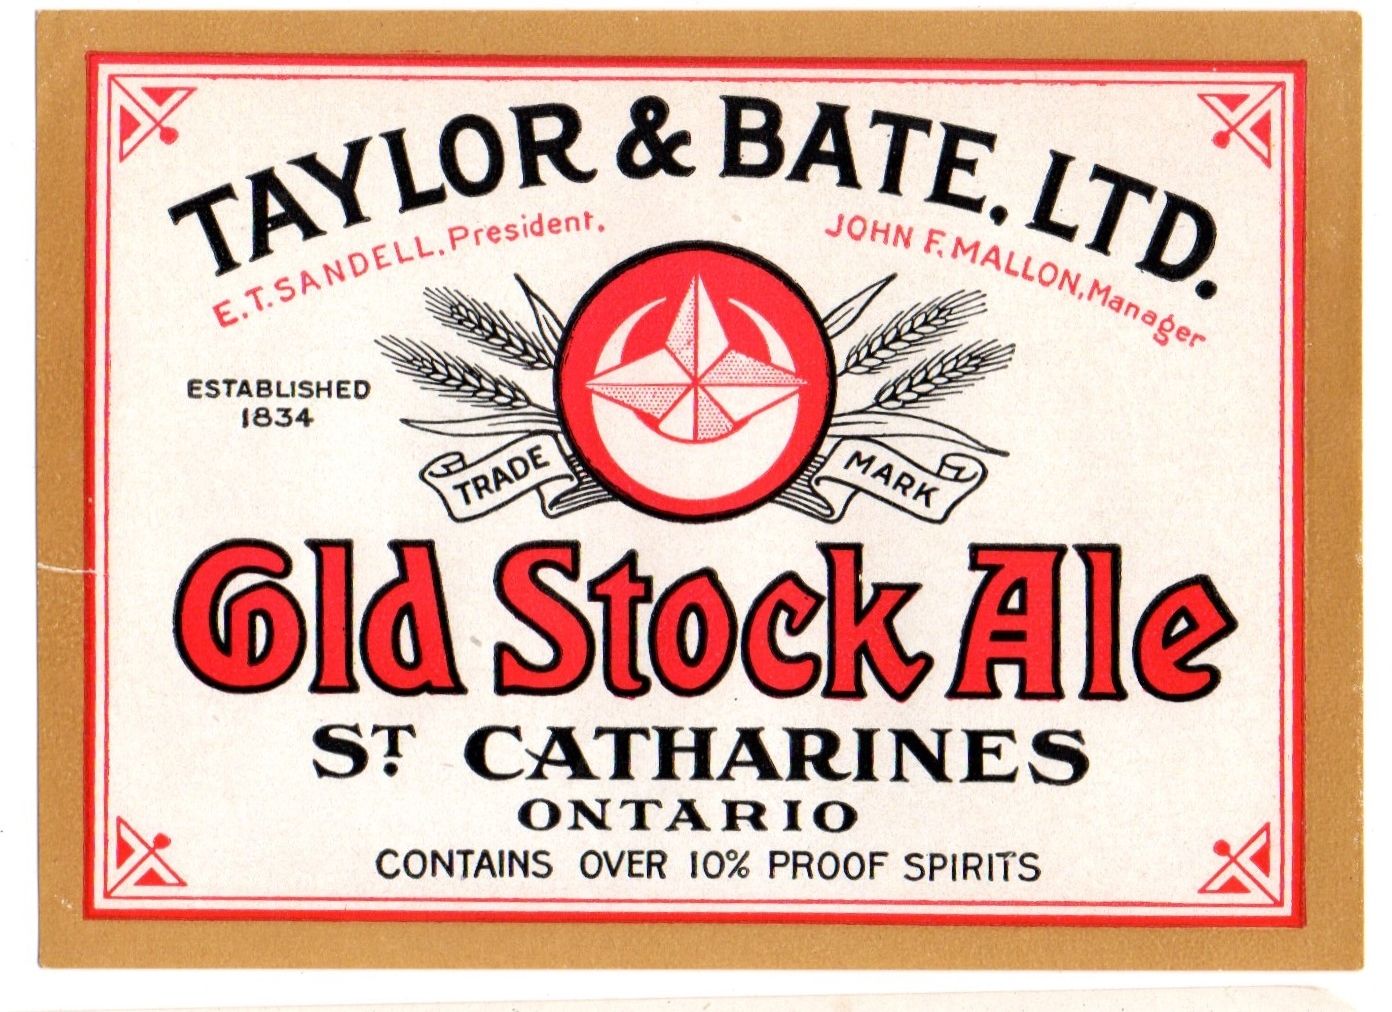 TAYLOR & BATE. LTD.
E.T. SANDELL. President.
JOHN F. MALLON, Manager
ESTABLISHED
1834
TRADE MARK
Old Stock Ale
ST. CATHARINES
ONTARIO
CONTAINS OVER 10% PROOF SPIRITS